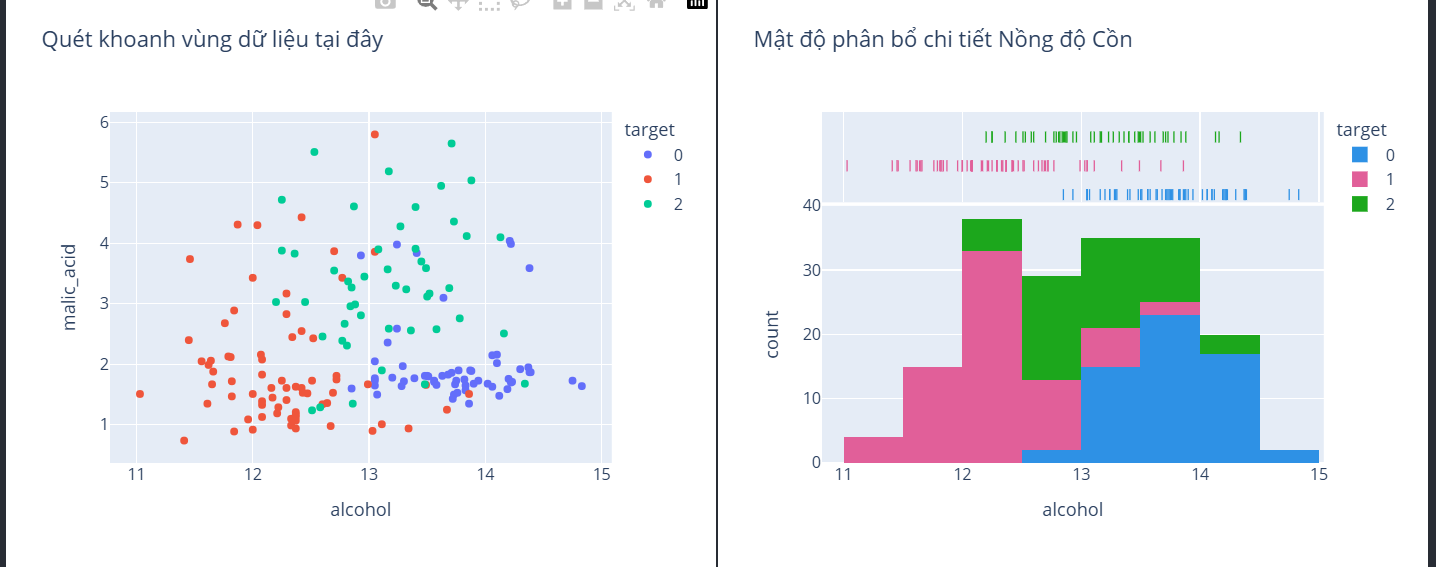 Quét khoanh vùng dữ liệu tại đây
6
5
4
3
2
1
malic_acid
11 12 13 14 15
alcohol
target
0
1
2
Mật độ phân bổ chi tiết Nồng độ Cồn
40
30
20
10
0
count
11 12 13 14 15
alcohol
target
0
1
2